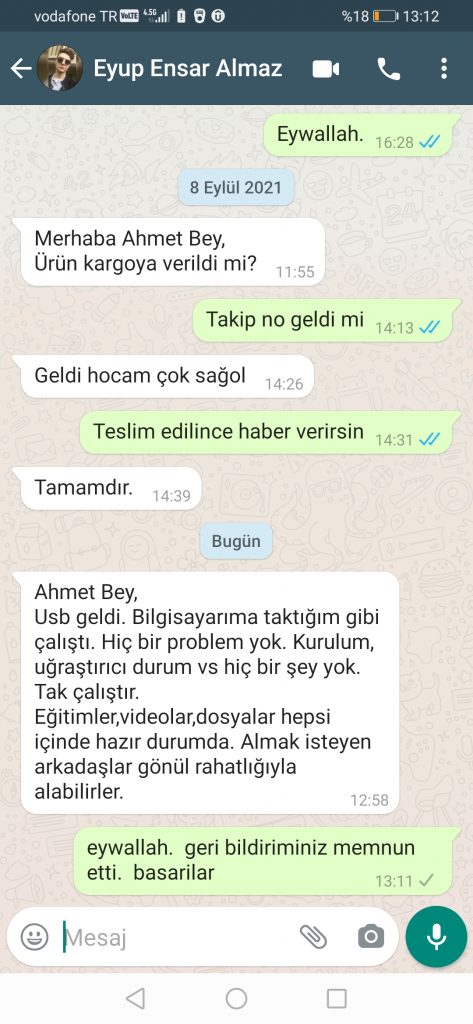 vodafone TR VoLTE 4.5G %18 13:12
Eyup Ensar Almaz
Eywallah. 16:28
8 Eylül 2021
Merhaba Ahmet Bey,
Ürün kargoya verildi mi? 11:55
Takip no geldi mi 14:13
Geldi hocam çok sağol 14:26
Teslim edilince haber verirsin 14:31
Tamamdır. 14:39
Bugün
Ahmet Bey,
Usb geldi. Bilgisayarıma taktığım gibi
çalıştı. Hiç bir problem yok. Kurulum,
uğraştırıcı durum vs hiç bir şey yok.
Tak çalıştır.
Eğitimler,videolar,dosyalar hepsi
içinde hazır durumda. Almak isteyen
arkadaşlar gönül rahatlığıyla
alabilirler. 12:58
eywallah.  geri bildiriminiz memnun
etti.  basarilar 13:11
Mesaj